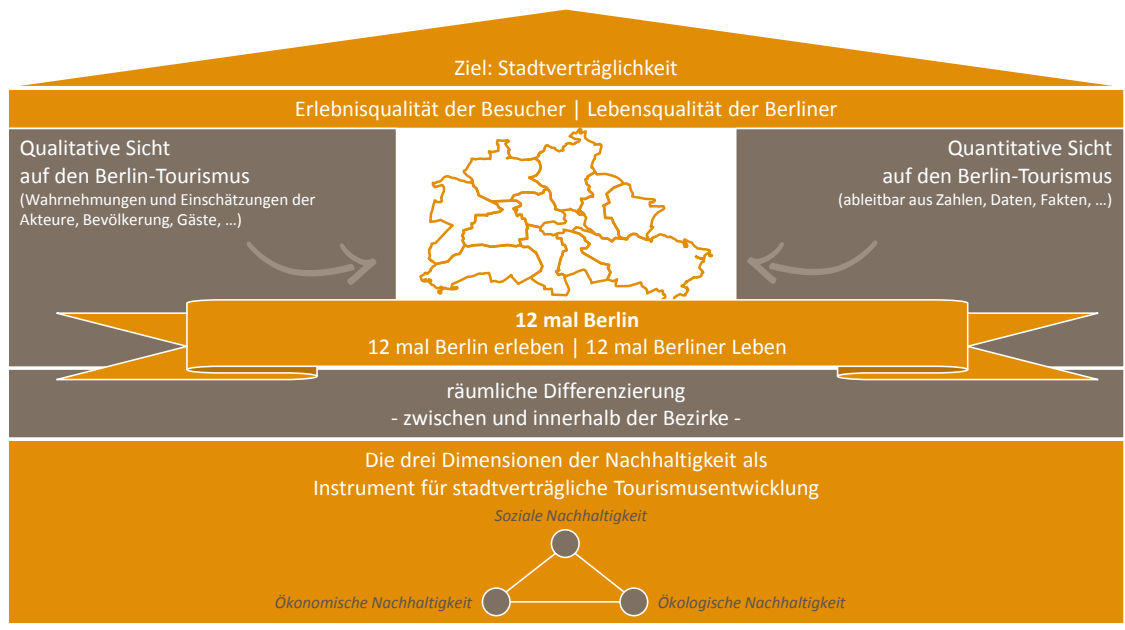 Ziel: Stadtverträglichkeit
Erlebnisqualität der Besucher | Lebensqualität der Berliner
Qualitative Sicht
auf den Berlin-Tourismus
(Wahrnehmungen und Einschätzungen der
Akteure, Bevölkerung, Gäste, ...)
Quantitative Sicht
auf den Berlin-Tourismus
(ableitbar aus Zahlen, Daten, Fakten, ...)
12 mal Berlin
12 mal Berlin erleben | 12 mal Berliner Leben
räumliche Differenzierung
- zwischen und innerhalb der Bezirke -
Die drei Dimensionen der Nachhaltigkeit als
Instrument für stadtverträgliche Tourismusentwicklung
Soziale Nachhaltigkeit
Ökonomische Nachhaltigkeit
Ökologische Nachhaltigkeit